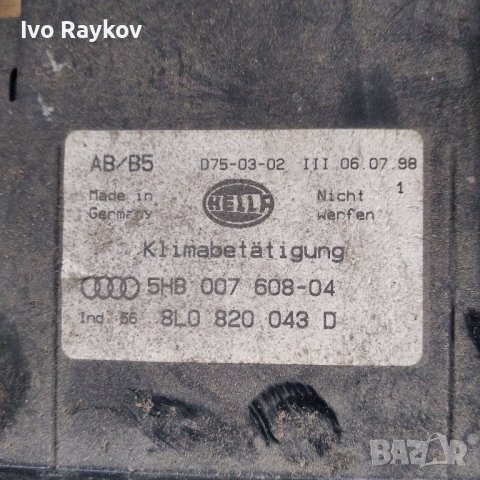 Ivo Raykov
AB/B5 D75-03-02 III 06.07.98
Made in Germany
HELLA
Nicht werfen
1
Klimabetätigung
5HB 007 608-04
Ind. 56 8L0 820 043 D
BAZAR